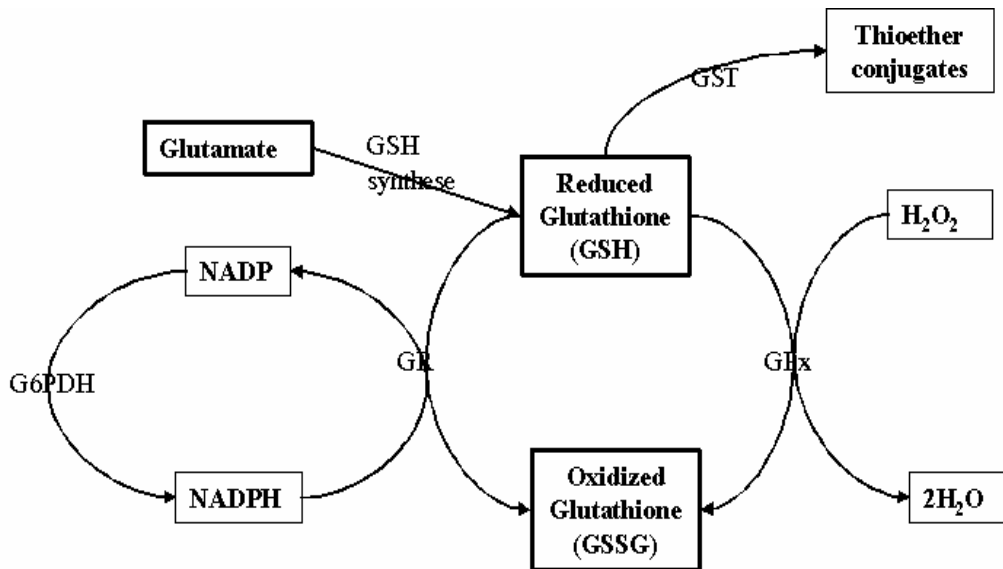 Thioether
conjugates
GST
Glutamate
GSH
synthese
Reduced
Glutathione
(GSH)
H₂O₂
NADP
G6PDH
GR
GPx
NADPH
Oxidized
Glutathione
(GSSG)
2H₂O